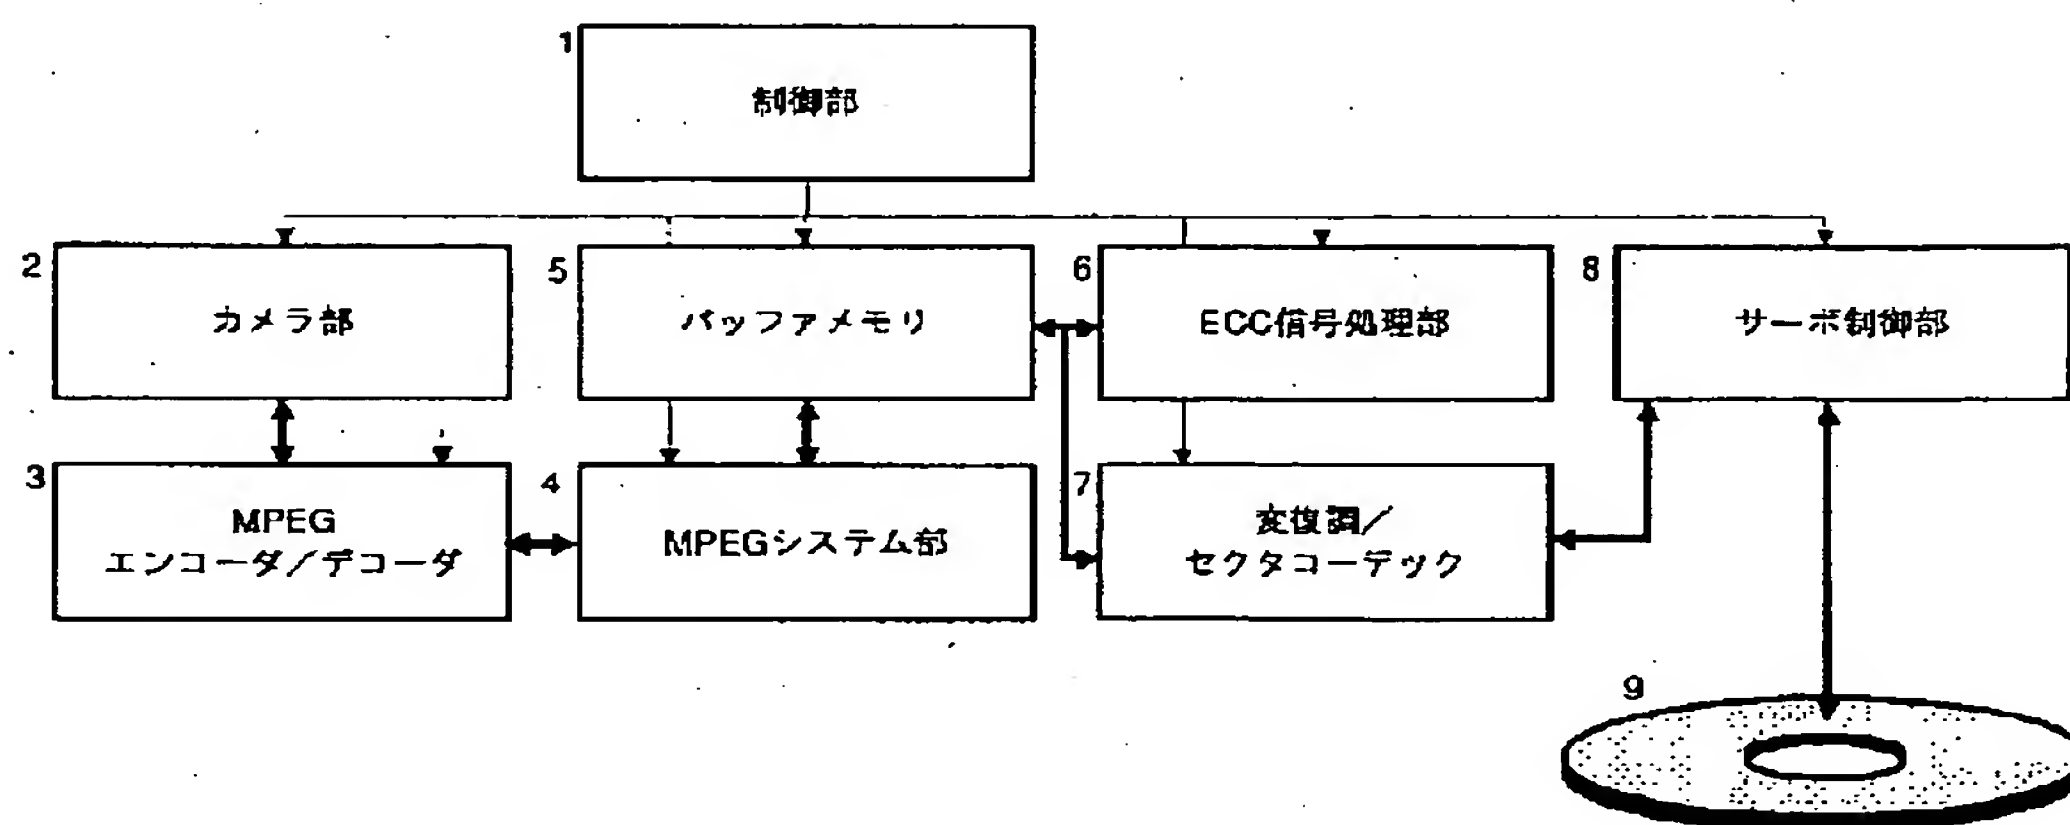 1
制御部
2
カメラ部
5
バッファメモリ
6
ECC信号処理部
8
サーボ制御部
3
MPEG
エンコーダ/デコーダ
4
MPEGシステム部
7
変復調/
セクタコーデック
9